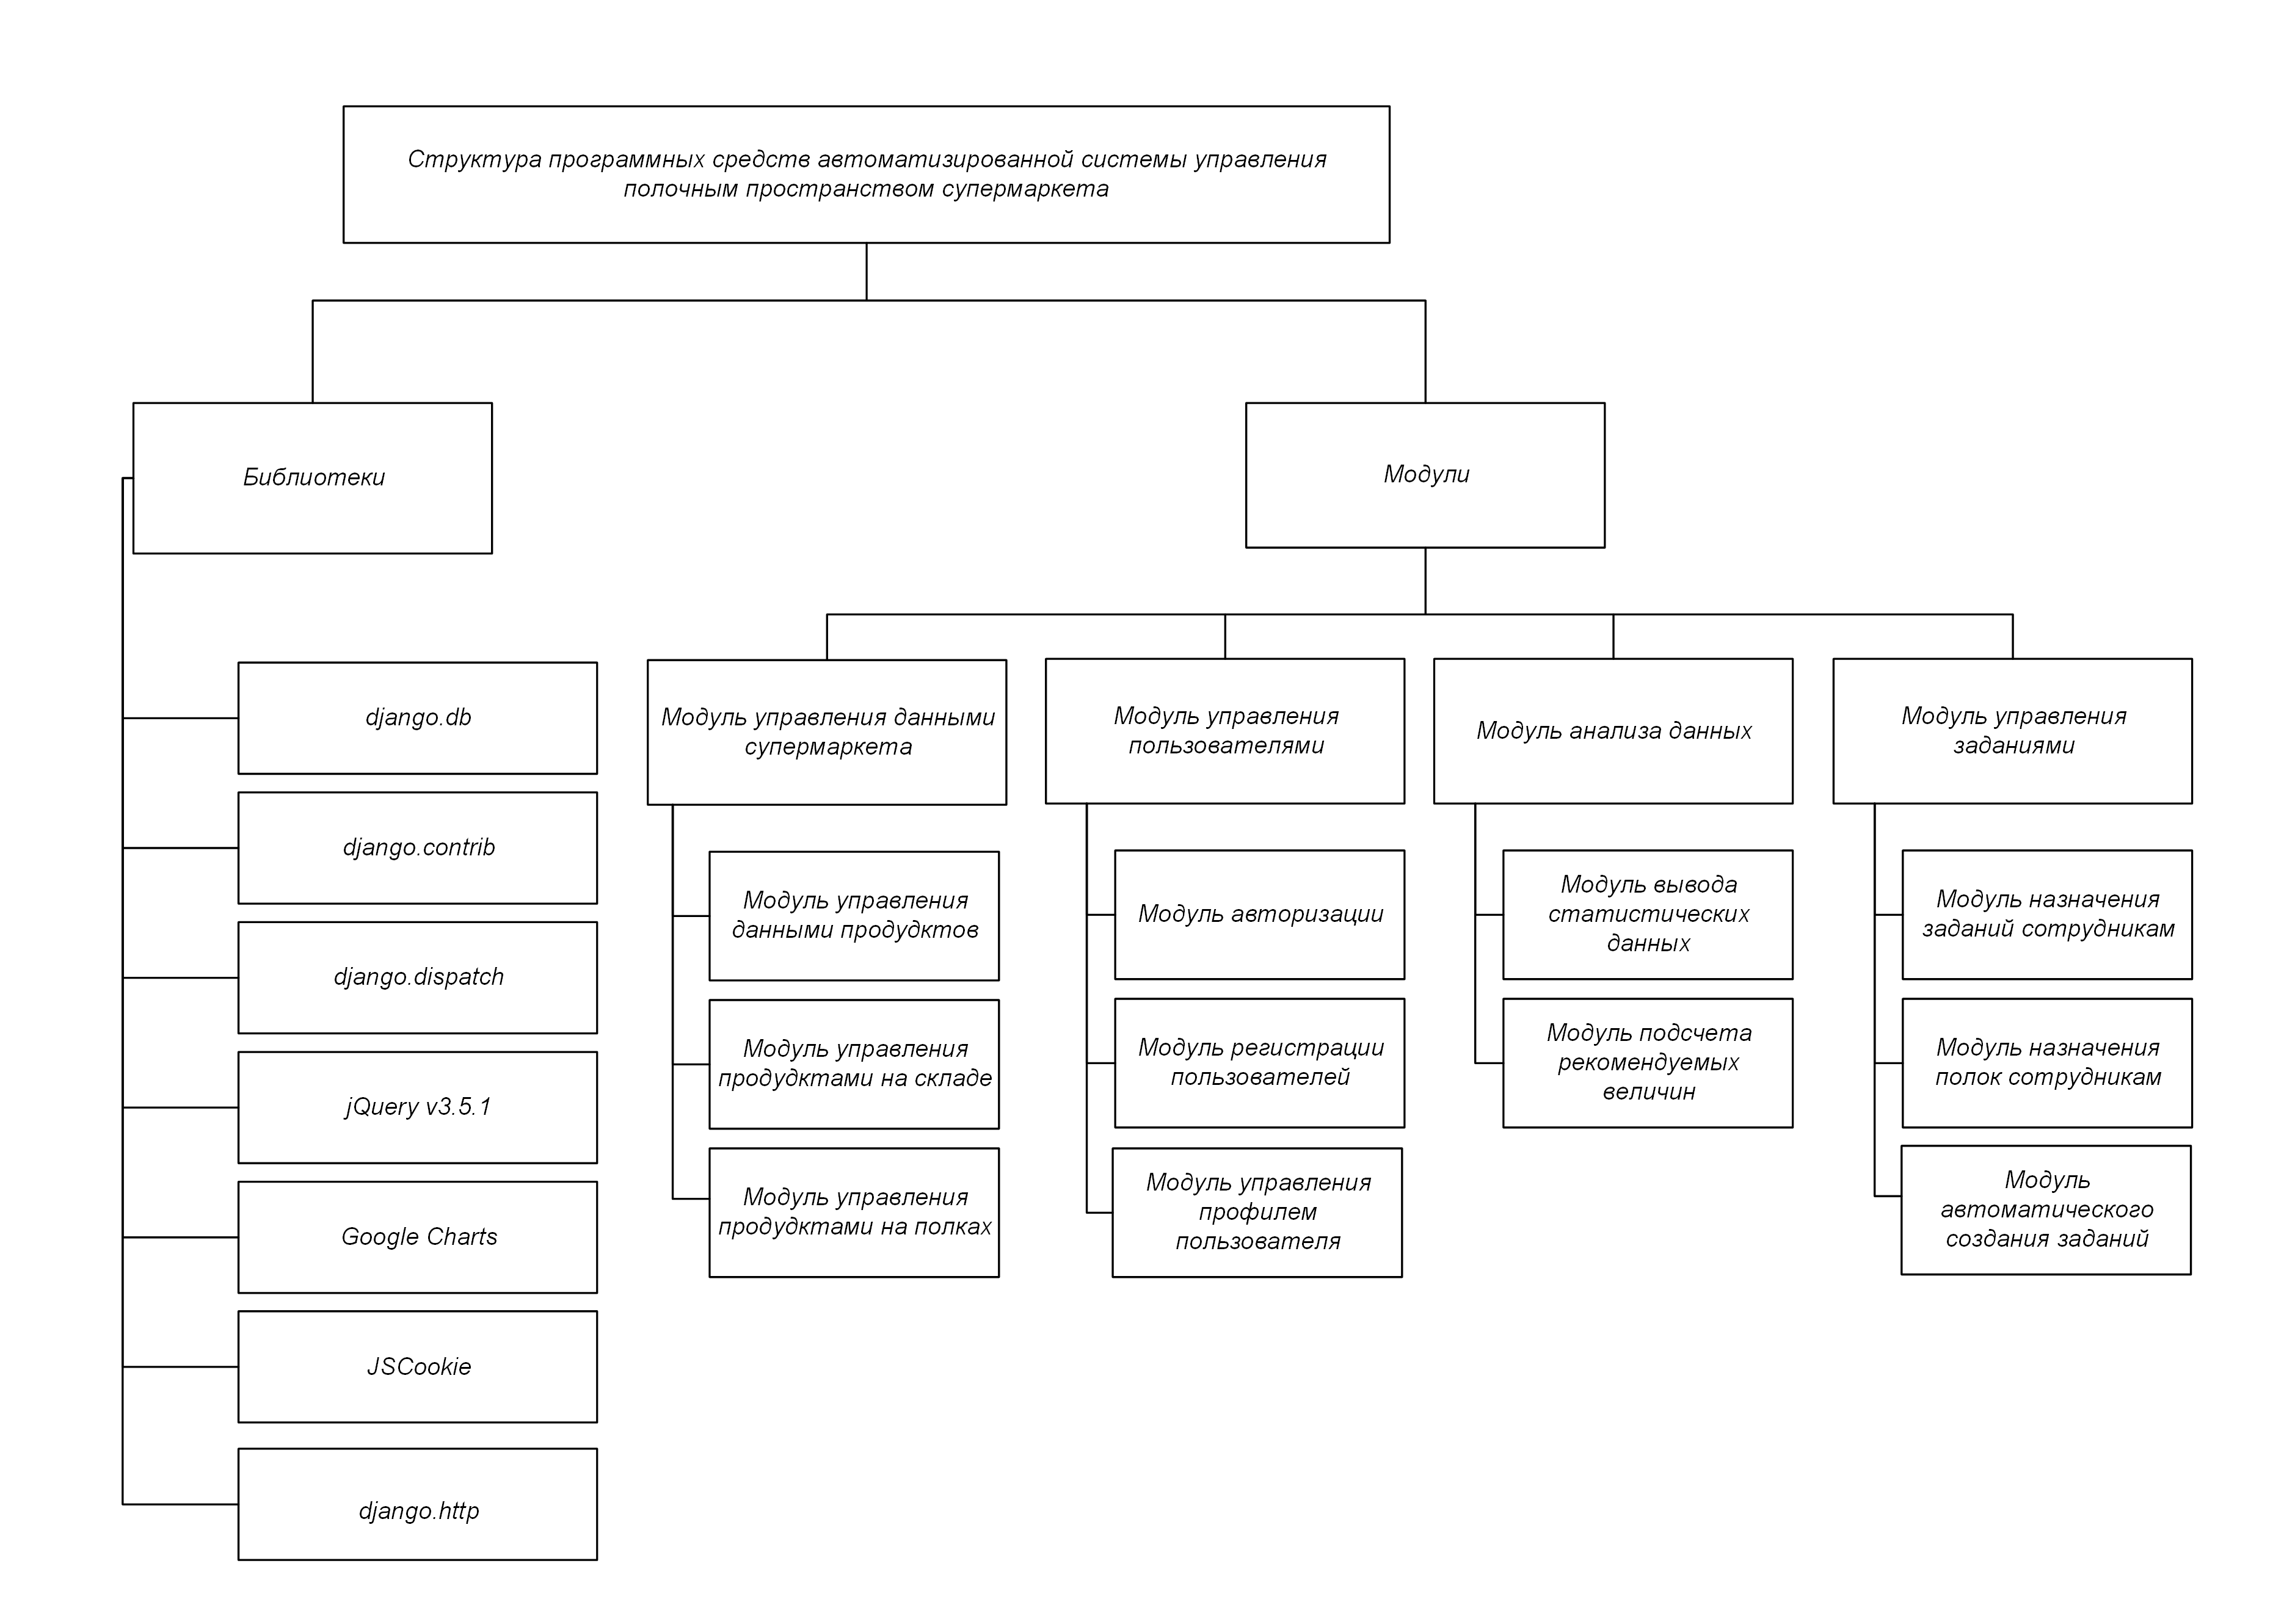 Структура программных средств автоматизированной системы управления
полочным пространством супермаркета
Библиотеки
Модули
django.db
django.contrib
django.dispatch
jQuery v3.5.1
Google Charts
JSCookie
django.http
Модуль управления данными
супермаркета
Модуль управления
данными продудктов
Модуль управления
продудктами на складе
Модуль управления
продудктами на полках
Модуль управления
пользователями
Модуль авторизации
Модуль регистрации
пользователей
Модуль управления
профилем
пользователя
Модуль анализа данных
Модуль вывода
статистических
данных
Модуль подсчета
рекомендуемых
величин
Модуль управления
заданиями
Модуль назначения
заданий сотрудникам
Модуль назначения
полок сотрудникам
Модуль
автоматического
создания заданий